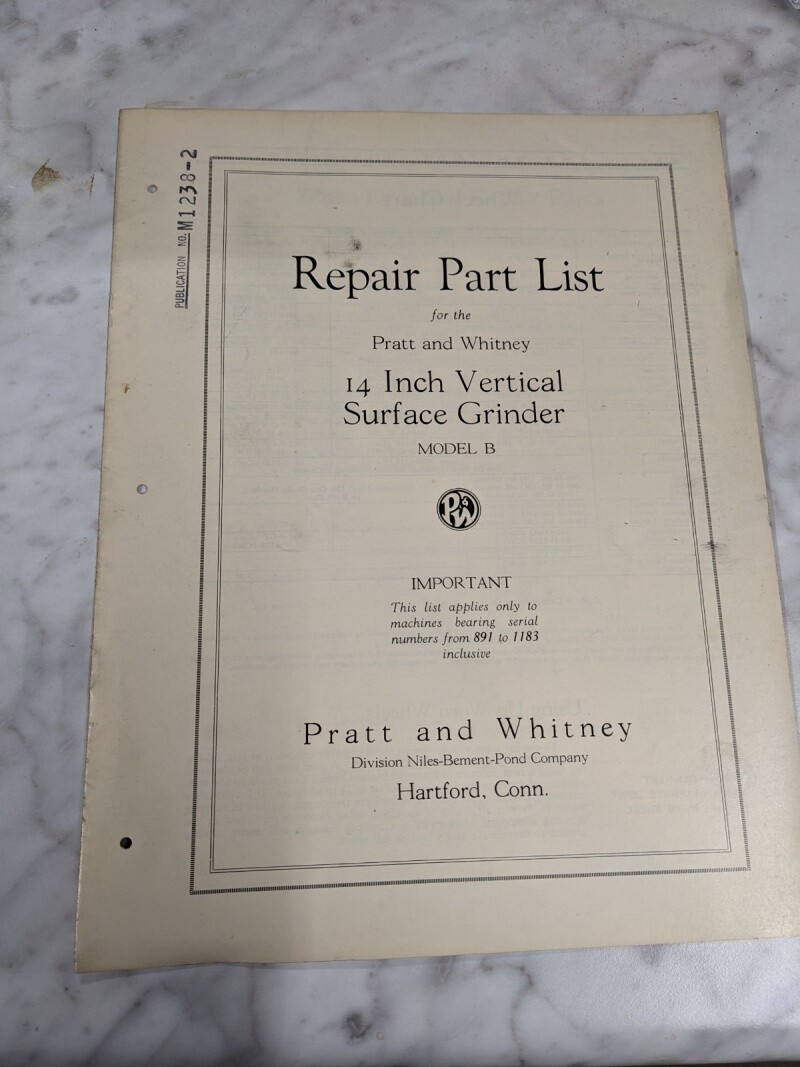 PUBLICATION NO. M1238-2
Repair Part List
for the
Pratt and Whitney
14 Inch Vertical
Surface Grinder
MODEL B
P&W
IMPORTANT
This list applies only to
machines bearing serial
numbers from 891 to 1183
inclusive
Pratt and Whitney
Division Niles-Bement-Pond Company
Hartford, Conn.